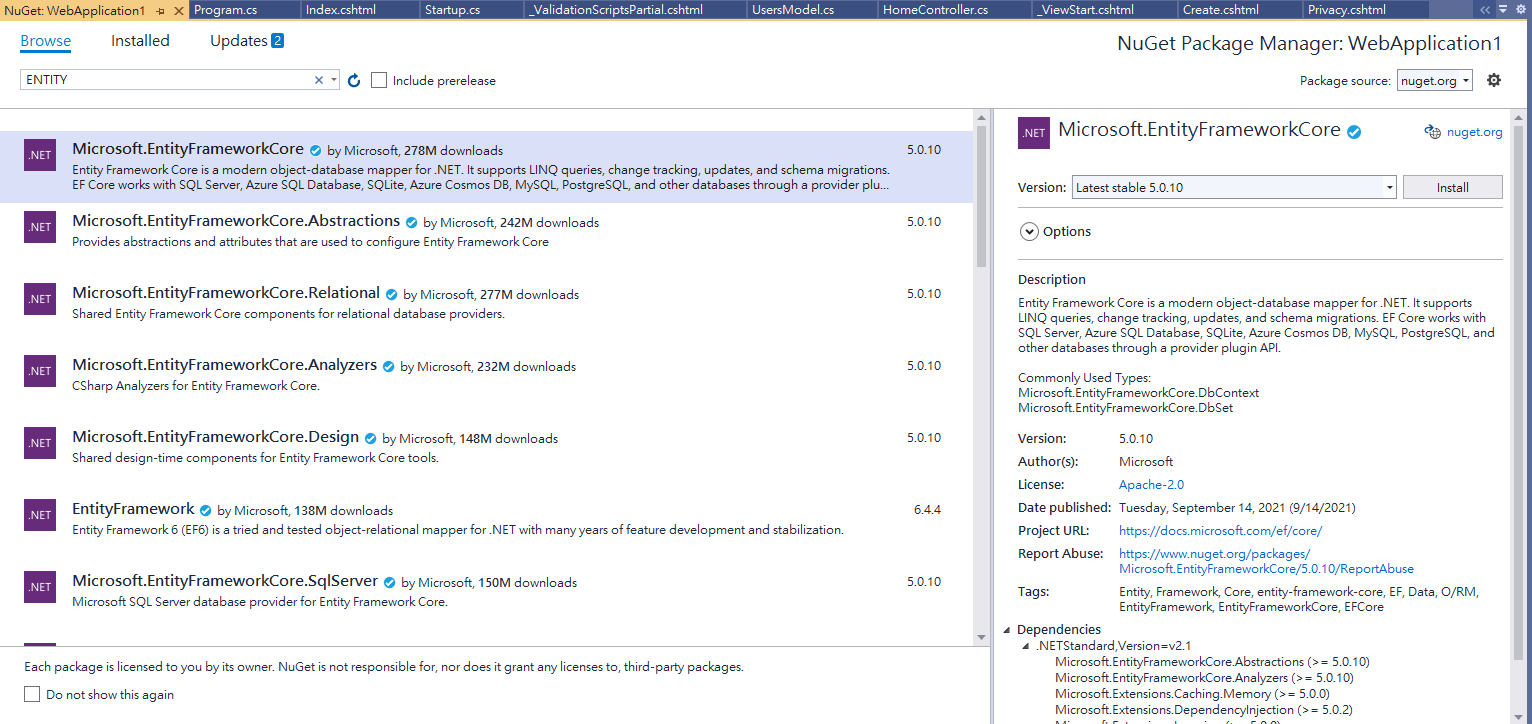 NuGet: WebApplication1
Program.cs
Index.cshtml
Startup.cs
_ValidationScriptsPartial.cshtml
UsersModel.cs
HomeController.cs
_ViewStart.cshtml
Create.cshtml
Privacy.cshtml
Browse
Installed
Updates 2
NuGet Package Manager: WebApplication1
ENTITY
Include prerelease
Package source: nuget.org
.NET
Microsoft.EntityFrameworkCore by Microsoft, 278M downloads 5.0.10
Entity Framework Core is a modern object-database mapper for .NET. It supports LINQ queries, change tracking, updates, and schema migrations.
EF Core works with SQL Server, Azure SQL Database, SQLite, Azure Cosmos DB, MySQL, PostgreSQL, and other databases through a provider plu...
.NET
Microsoft.EntityFrameworkCore.Abstractions by Microsoft, 242M downloads 5.0.10
Provides abstractions and attributes that are used to configure Entity Framework Core
.NET
Microsoft.EntityFrameworkCore.Relational by Microsoft, 277M downloads 5.0.10
Shared Entity Framework Core components for relational database providers.
.NET
Microsoft.EntityFrameworkCore.Analyzers by Microsoft, 232M downloads 5.0.10
CSharp Analyzers for Entity Framework Core.
.NET
Microsoft.EntityFrameworkCore.Design by Microsoft, 148M downloads 5.0.10
Shared design-time components for Entity Framework Core tools.
.NET
EntityFramework by Microsoft, 138M downloads 6.4.4
Entity Framework 6 (EF6) is a tried and tested object-relational mapper for .NET with many years of feature development and stabilization.
.NET
Microsoft.EntityFrameworkCore.SqlServer by Microsoft, 150M downloads 5.0.10
Microsoft SQL Server database provider for Entity Framework Core.
Each package is licensed to you by its owner. NuGet is not responsible for, nor does it grant any licenses to, third-party packages.
Do not show this again
.NET
Microsoft.EntityFrameworkCore
nuget.org
Version: Latest stable 5.0.10 Install
Options
Description
Entity Framework Core is a modern object-database mapper for .NET. It supports
LINQ queries, change tracking, updates, and schema migrations. EF Core works with
SQL Server, Azure SQL Database, SQLite, Azure Cosmos DB, MySQL, PostgreSQL, and
other databases through a provider plugin API.
Commonly Used Types:
Microsoft.EntityFrameworkCore.DbContext
Microsoft.EntityFrameworkCore.DbSet
Version: 5.0.10
Author(s): Microsoft
License: Apache-2.0
Date published: Tuesday, September 14, 2021 (9/14/2021)
Project URL: https://docs.microsoft.com/ef/core/
Report Abuse: https://www.nuget.org/packages/
Microsoft.EntityFrameworkCore/5.0.10/ReportAbuse
Tags: Entity, Framework, Core, entity-framework-core, EF, Data, O/RM,
EntityFramework, EntityFrameworkCore, EFCore
Dependencies
.NETStandard,Version=v2.1
Microsoft.EntityFrameworkCore.Abstractions (>= 5.0.10)
Microsoft.EntityFrameworkCore.Analyzers (>= 5.0.10)
Microsoft.Extensions.Caching.Memory (>= 5.0.0)
Microsoft.Extensions.DependencyInjection (>= 5.0.2)